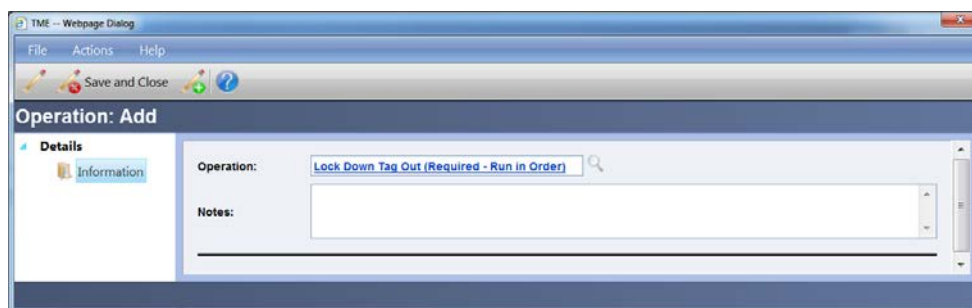 TME -- Webpage Dialog
File Actions Help
Save and Close
Operation: Add
Details
Information
Operation: Lock Down Tag Out (Required - Run in Order)
Notes: